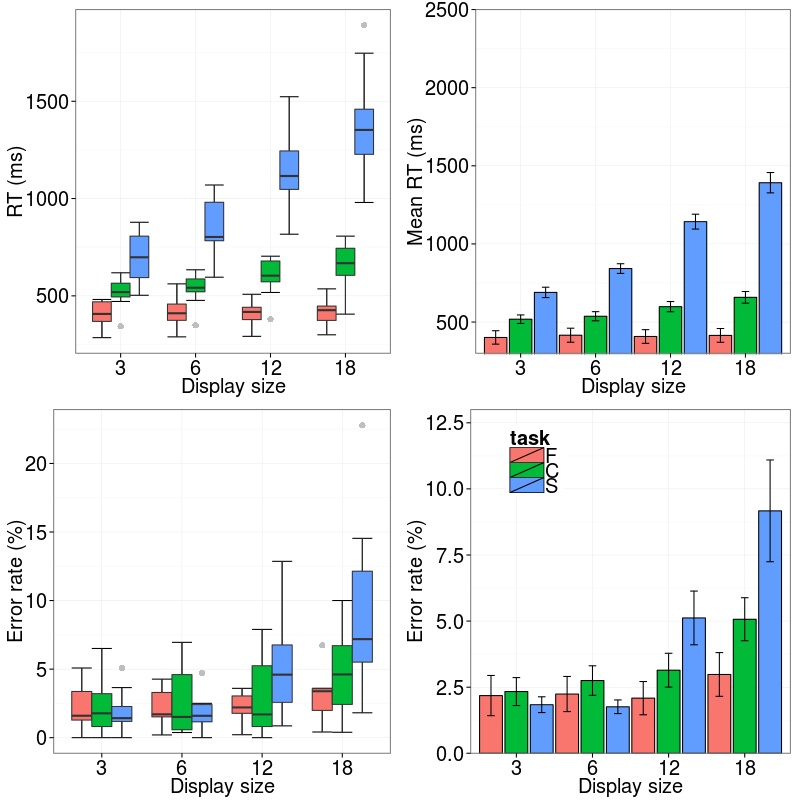 RT (ms)
1500
1000
500
3 6 12 18
Display size
Mean RT (ms)
2500
2000
1500
1000
500
3 6 12 18
Display size
Error rate (%)
20
15
10
5
0
3 6 12 18
Display size
Error rate (%)
12.5
10.0
7.5
5.0
2.5
0.0
task
F
C
S
3 6 12 18
Display size